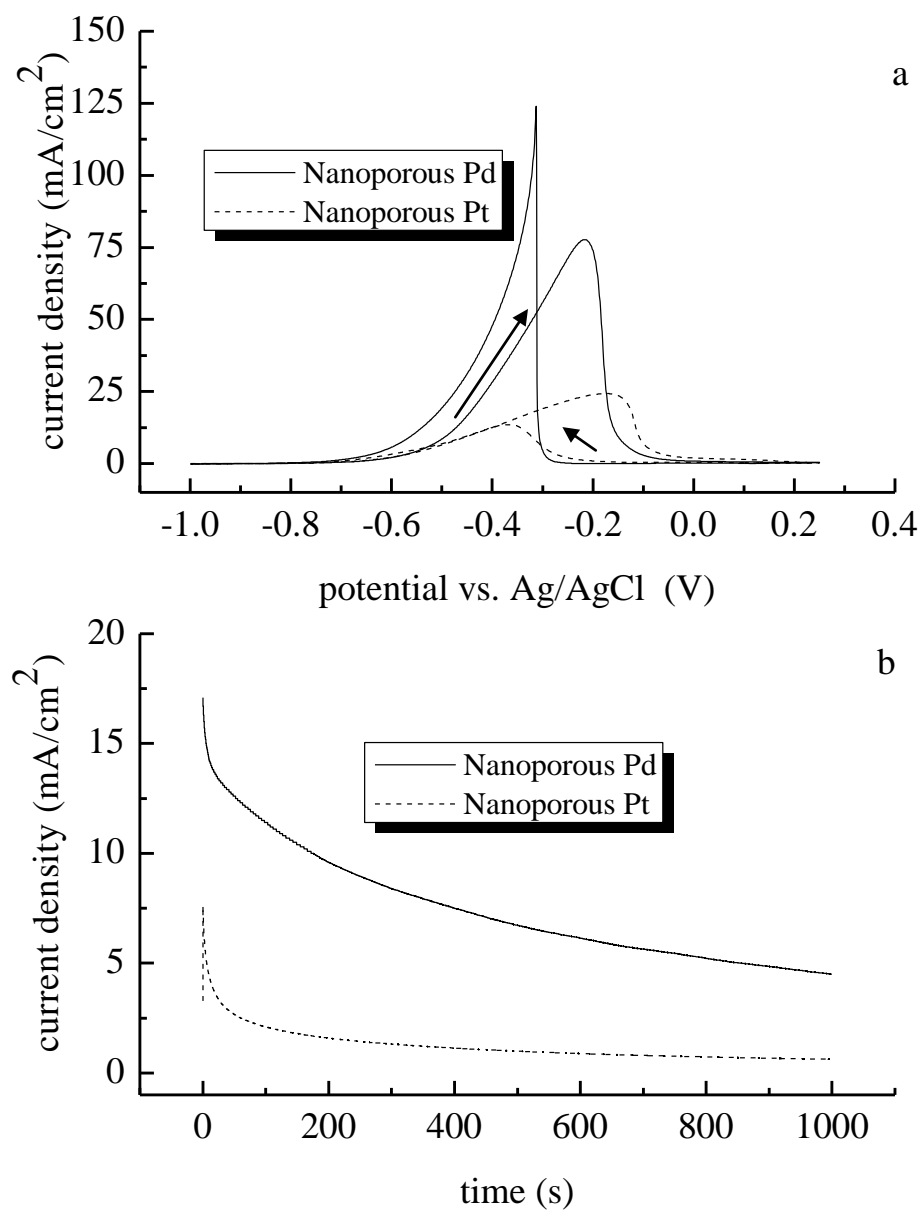 a
150
125
100
75
50
25
0
current density (mA/cm²)
Nanoporous Pd
Nanoporous Pt
-1.0 -0.8 -0.6 -0.4 -0.2 0.0 0.2 0.4
potential vs. Ag/AgCl (V)
b
20
15
10
5
0
current density (mA/cm²)
Nanoporous Pd
Nanoporous Pt
0 200 400 600 800 1000
time (s)